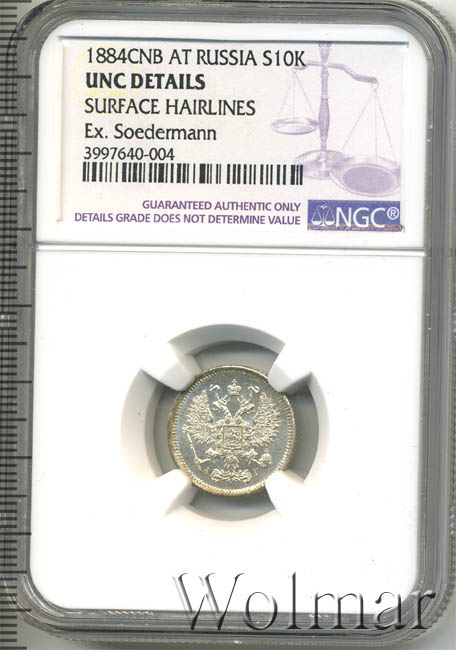 1884CNB AT RUSSIA S10K
UNC DETAILS
SURFACE HAIRLINES
Ex. Soedermann
3997640-004
GUARANTEED AUTHENTIC ONLY
DETAILS GRADE DOES NOT DETERMINE VALUE
NGC®
Wolmar